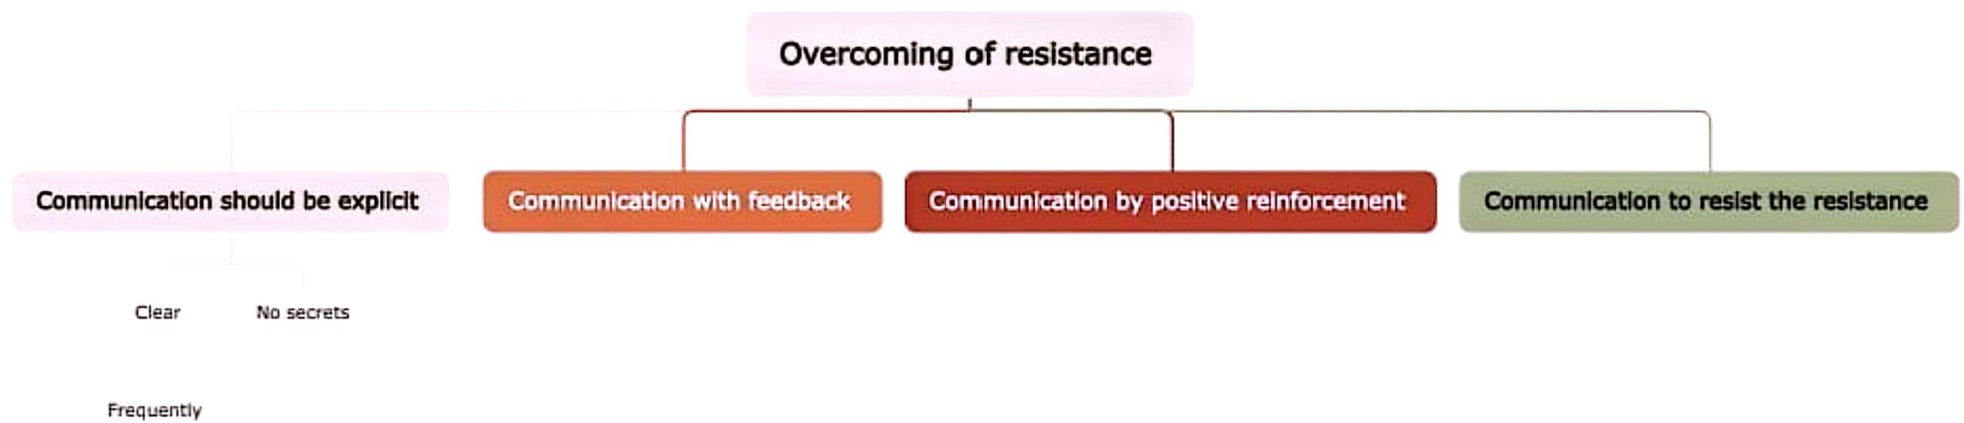 Overcoming of resistance
Communication should be explicit
Communication with feedback
Communication by positive reinforcement
Communication to resist the resistance
Clear
No secrets
Frequently